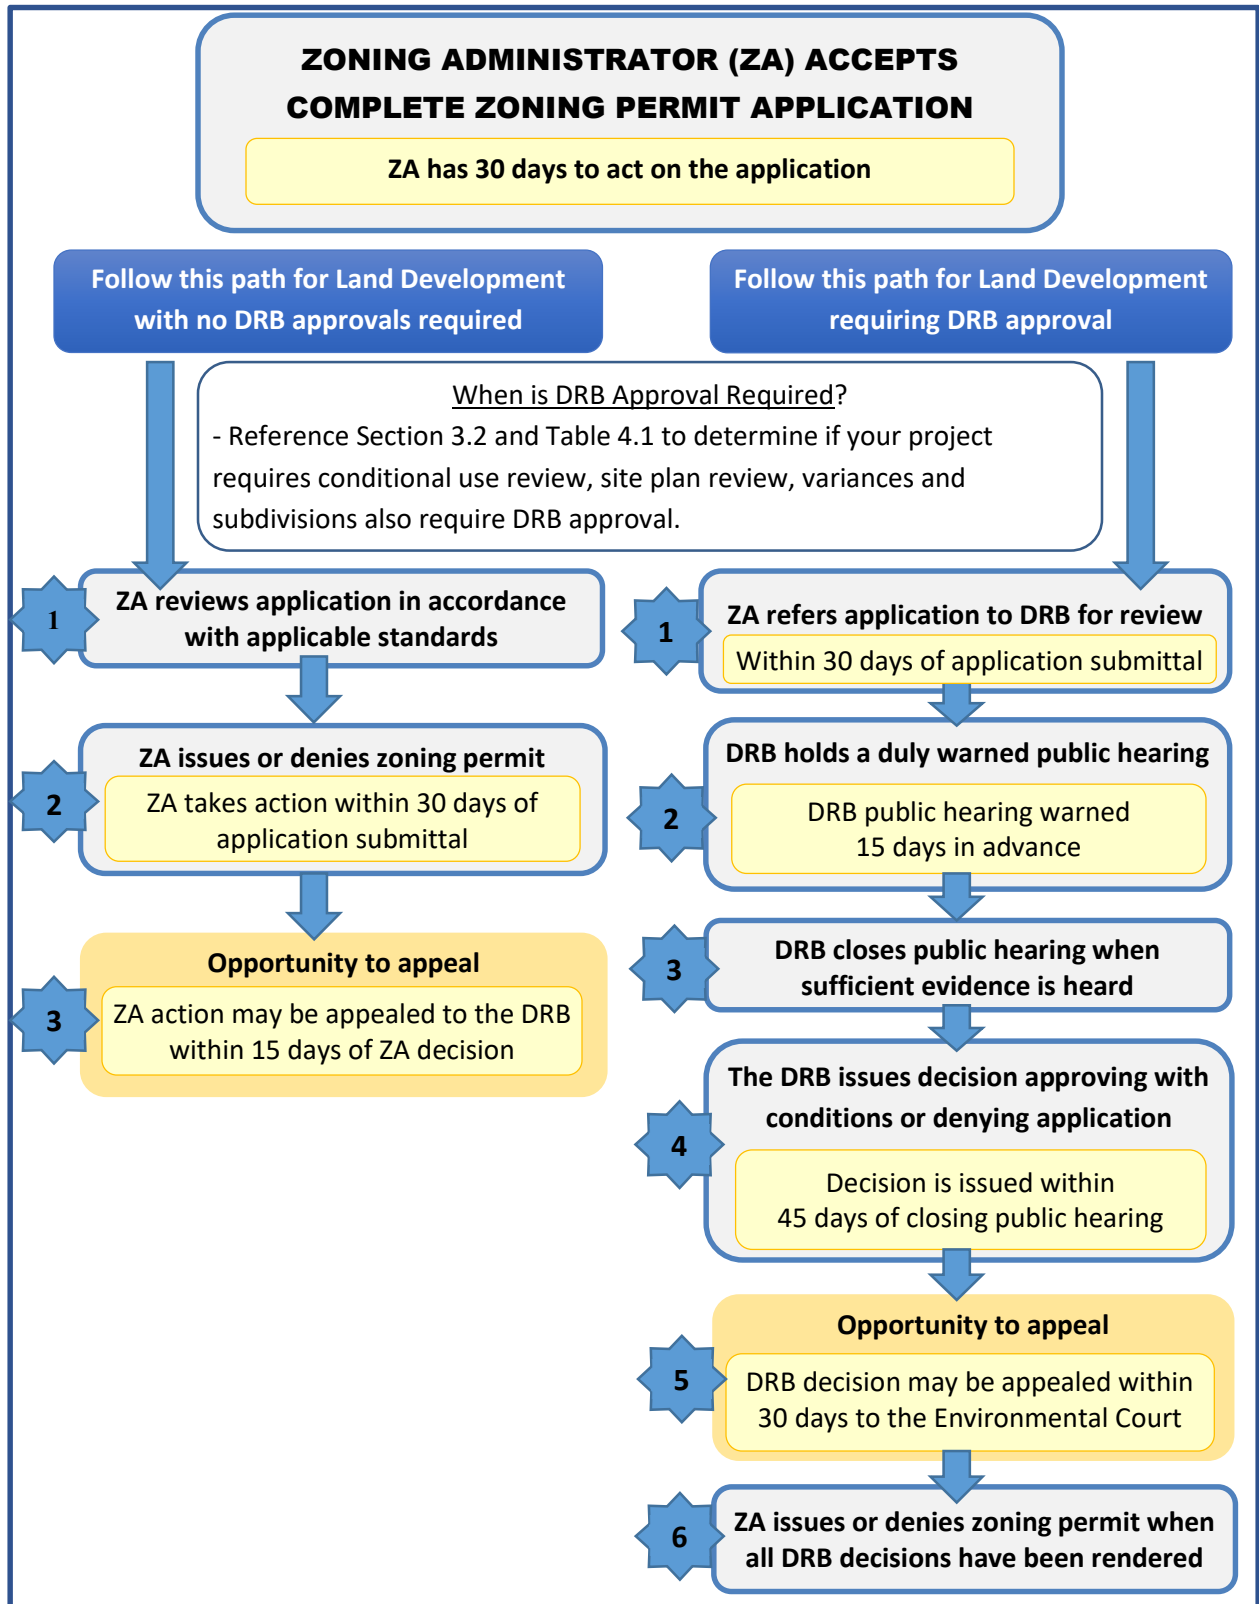 ZONING ADMINISTRATOR (ZA) ACCEPTS
COMPLETE ZONING PERMIT APPLICATION
ZA has 30 days to act on the application
Follow this path for Land Development
with no DRB approvals required
Follow this path for Land Development
requiring DRB approval
When is DRB Approval Required?
- Reference Section 3.2 and Table 4.1 to determine if your project
requires conditional use review, site plan review, variances and
subdivisions also require DRB approval.
1
ZA reviews application in accordance
with applicable standards
2
ZA issues or denies zoning permit
ZA takes action within 30 days of
application submittal
3
Opportunity to appeal
ZA action may be appealed to the DRB
within 15 days of ZA decision
1
ZA refers application to DRB for review
Within 30 days of application submittal
2
DRB holds a duly warned public hearing
DRB public hearing warned
15 days in advance
3
DRB closes public hearing when
sufficient evidence is heard
4
The DRB issues decision approving with
conditions or denying application
Decision is issued within
45 days of closing public hearing
5
Opportunity to appeal
DRB decision may be appealed within
30 days to the Environmental Court
6
ZA issues or denies zoning permit when
all DRB decisions have been rendered